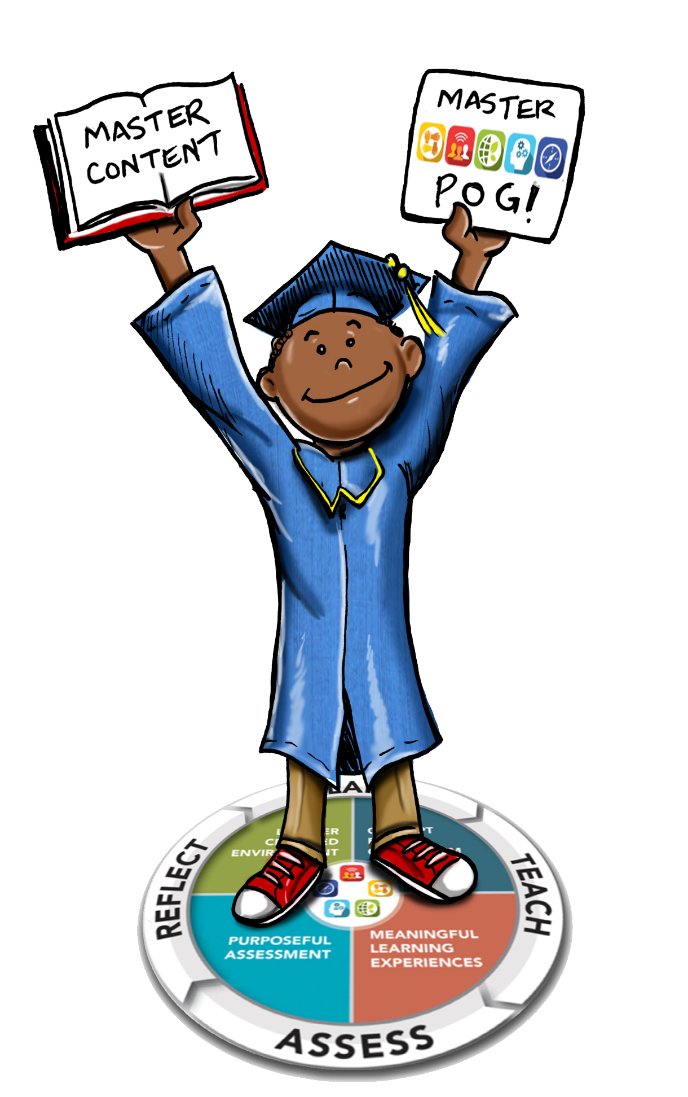 MASTER
CONTENT
MASTER
POG!
REFLECT
TEACH
PURPOSEFUL
ASSESSMENT
MEANINGFUL
LEARNING
EXPERIENCES
ASSESS